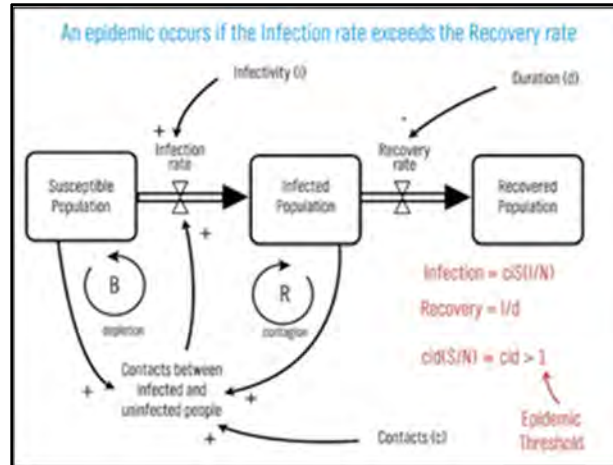 An epidemic occurs if the Infection rate exceeds the Recovery rate
Infectivity (i)
Duration (d)
+
-
Infection
rate
Recovery
rate
Susceptible
Population
Infected
Population
Recovered
Population
+
B
depletion
R
contagion
Infection = ciS(I/N)
Recovery = I/d
cid(S/N) ≈ cid > 1
Contacts between
infected and
uninfected people
+
+
+
Contacts (c)
Epidemic
Threshold